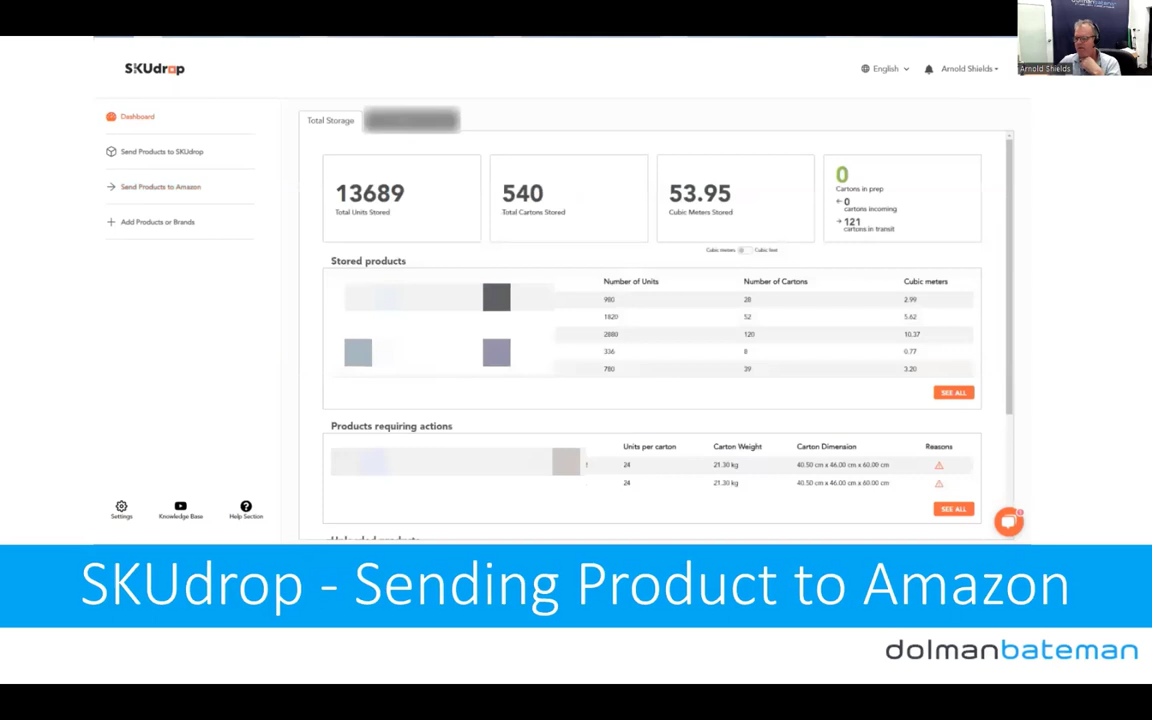 dolmanbateman
Arnold Shields
SKUdrop
English
Arnold Shields
Dashboard
Send Products to SKUdrop
Send Products to Amazon
Add Products or Brands
Settings
Knowledge Base
Help Section
Total Storage
13689
Total Units Stored
540
Total Cartons Stored
53.95
Cubic Meters Stored
0
Cartons in prep
0
cartons incoming
121
cartons in transit
Cubic meters Cubic feet
Stored products
Number of Units Number of Cartons Cubic meters
980 28 2.99
1820 52 5.62
2880 120 10.37
336 8 0.77
780 39 3.20
SEE ALL
Products requiring actions
Units per carton Carton Weight Carton Dimension Reasons
24 21.30 kg 40.50 cm x 46.00 cm x 60.00 cm
24 21.30 kg 40.50 cm x 46.00 cm x 60.00 cm
SEE ALL
SKUdrop - Sending Product to Amazon
dolmanbateman